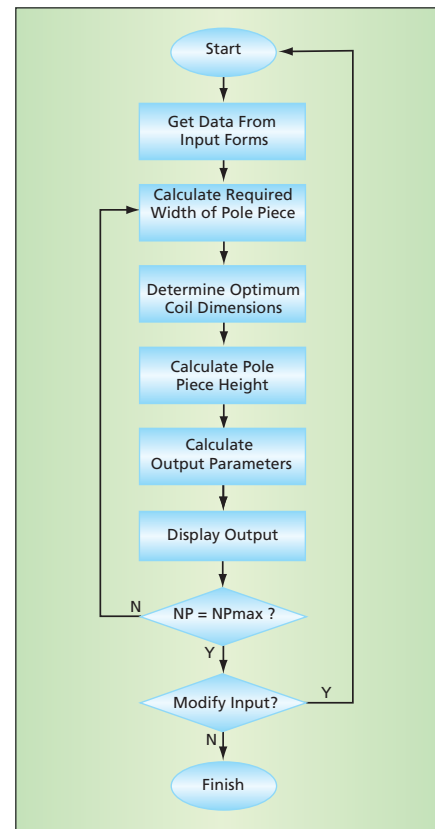 Start
Get Data From
Input Forms
Calculate Required
Width of Pole Piece
Determine Optimum
Coil Dimensions
Calculate Pole
Piece Height
Calculate
Output Parameters
Display Output
N
NP = NPmax ?
Y
Modify Input?
Y
N
Finish